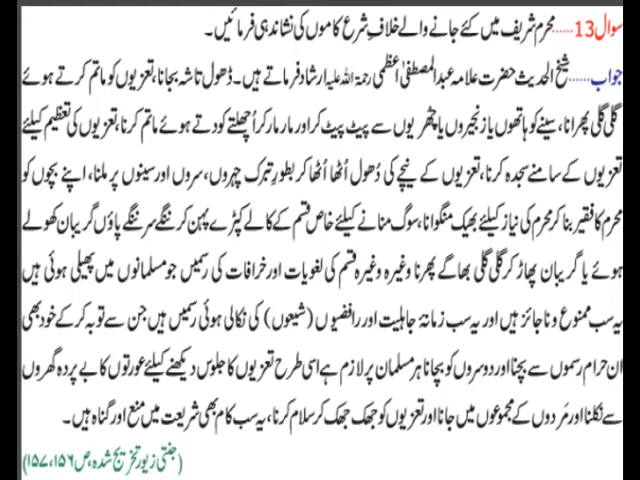 سوال 13......محرم شریف میں کئے جانے والے خلافِ شرع کاموں کی نشاندہی فرمائیں۔
جواب......شیخ الحدیث حضرت علامہ عبد المصطفیٰ اعظمی رحمۃ اللہ علیہ ارشاد فرماتے ہیں۔ ڈھول تاشہ بجانا، تعزیوں کو ماتم کرتے ہوئے
گلی گلی پھرانا، سینے کو ہاتھوں یا زنجیروں یا چھریوں سے پیٹ پیٹ کر اور مار مار کر اُچھلتے کودتے ہوئے ماتم کرنا، تعزیوں کی تعظیم کیلئے
تعزیوں کے سامنے سجدہ کرنا، تعزیوں کے نیچے کی دُھول اُٹھا اُٹھا کر بطورِ تبرک چہروں، سروں اور سینوں پر ملنا، اپنے بچوں کو
محرم کا فقیر بنا کر محرم کی نیاز کیلئے بھیک منگوانا، سوگ منانے کیلئے خاص قسم کے کالے کپڑے پہن کر ننگے سر ننگے پاؤں گریبان کھولے
ہوئے یا گریبان پھاڑ کر گلی گلی بھاگے پھرنا وغیرہ وغیرہ قسم کی لغویات اور خرافات کی رسمیں جو مسلمانوں میں پھیلی ہوئی ہیں
یہ سب ممنوع و ناجائز ہیں اور یہ سب زمانۂ جاہلیت اور رافضیوں (شیعوں) کی نکالی ہوئی رسمیں ہیں جن سے توبہ کر کے خود بھی
ان حرام رسموں سے بچنا اور دوسروں کو بچانا ہر مسلمان پر لازم ہے اسی طرح تعزیوں کا جلوس دیکھنے کیلئے عورتوں کا بے پردہ گھروں
سے نکلنا اور مَردوں کے مجموعوں میں جانا اور تعزیوں کو جھک جھک کر سلام کرنا، یہ سب کام بھی شریعت میں منع اور گناہ ہیں۔
(جنتی زیور تخریج شدہ، ص ۱۵۶، ۱۵۷)